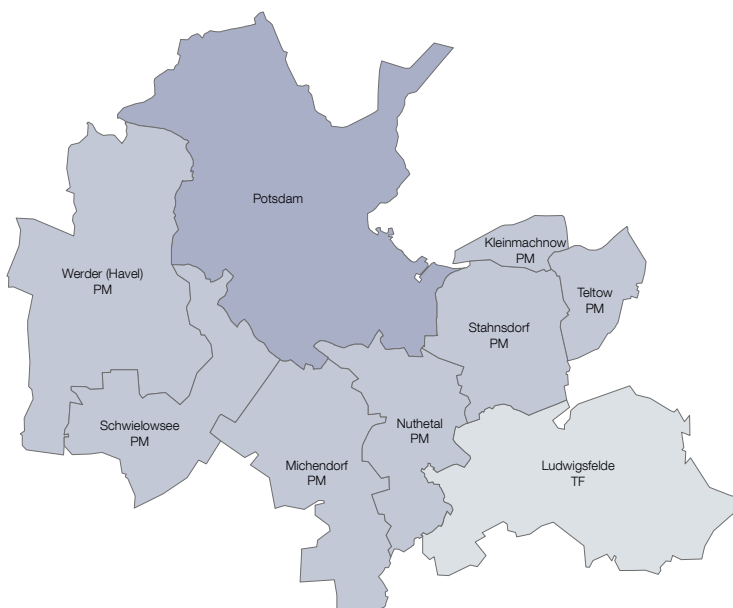 Potsdam
Kleinmachnow
PM
Werder (Havel)
PM
Teltow
PM
Stahnsdorf
PM
Schwielowsee
PM
Nuthetal
PM
Michendorf
PM
Ludwigsfelde
TF